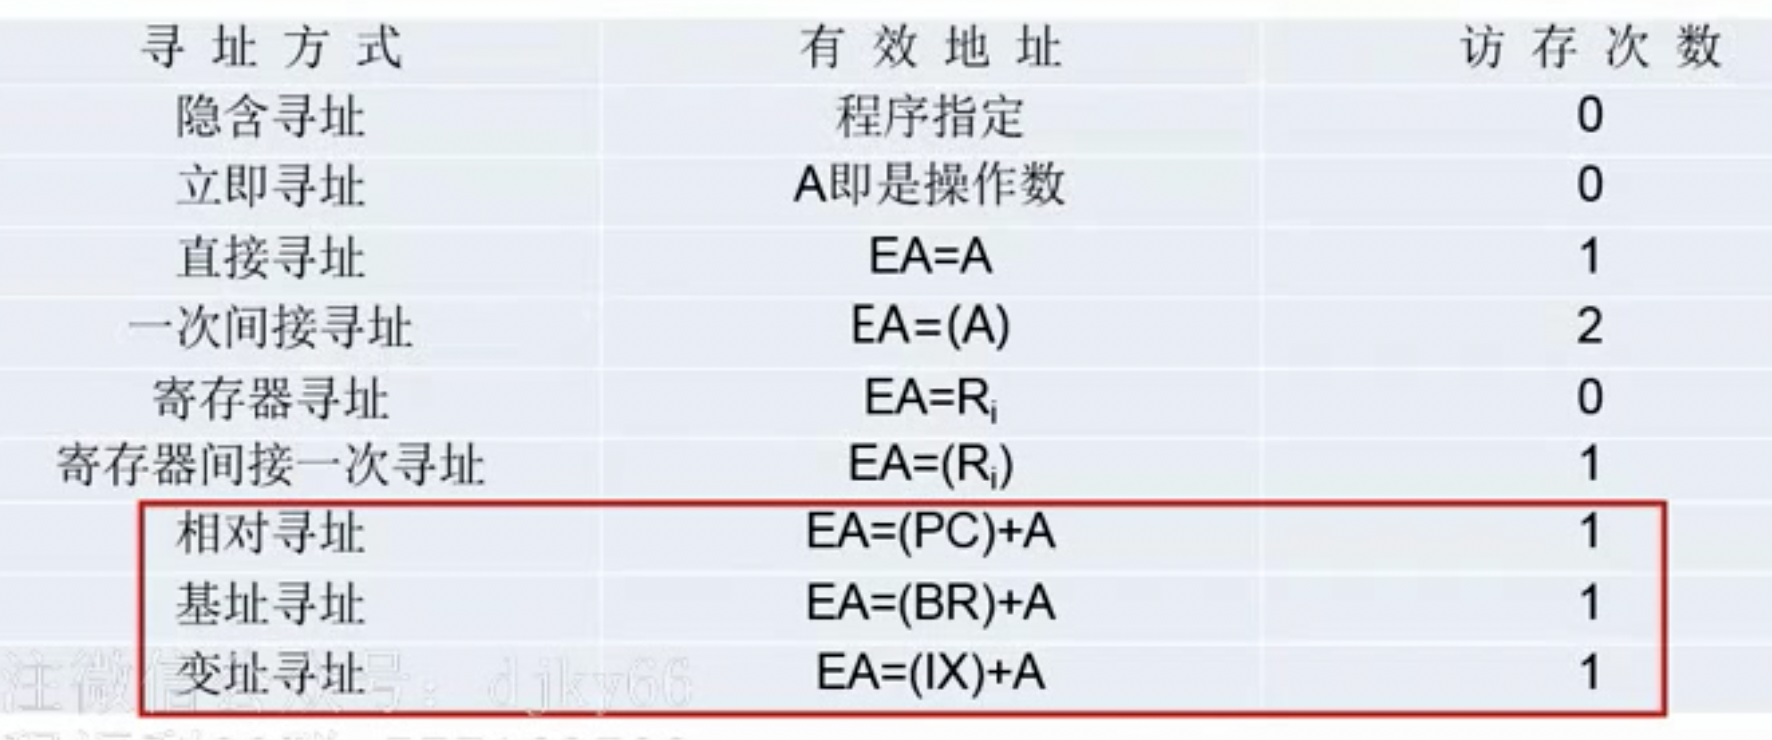 寻址方式 有效地址 访存次数
隐含寻址 程序指定 0
立即寻址 A即是操作数 0
直接寻址 EA=A 1
一次间接寻址 EA=(A) 2
寄存器寻址 EA=Ri 0
寄存器间接一次寻址 EA=(Ri) 1
相对寻址 EA=(PC)+A 1
基址寻址 EA=(BR)+A 1
变址寻址 EA=(IX)+A 1
注微信公众号：djky66